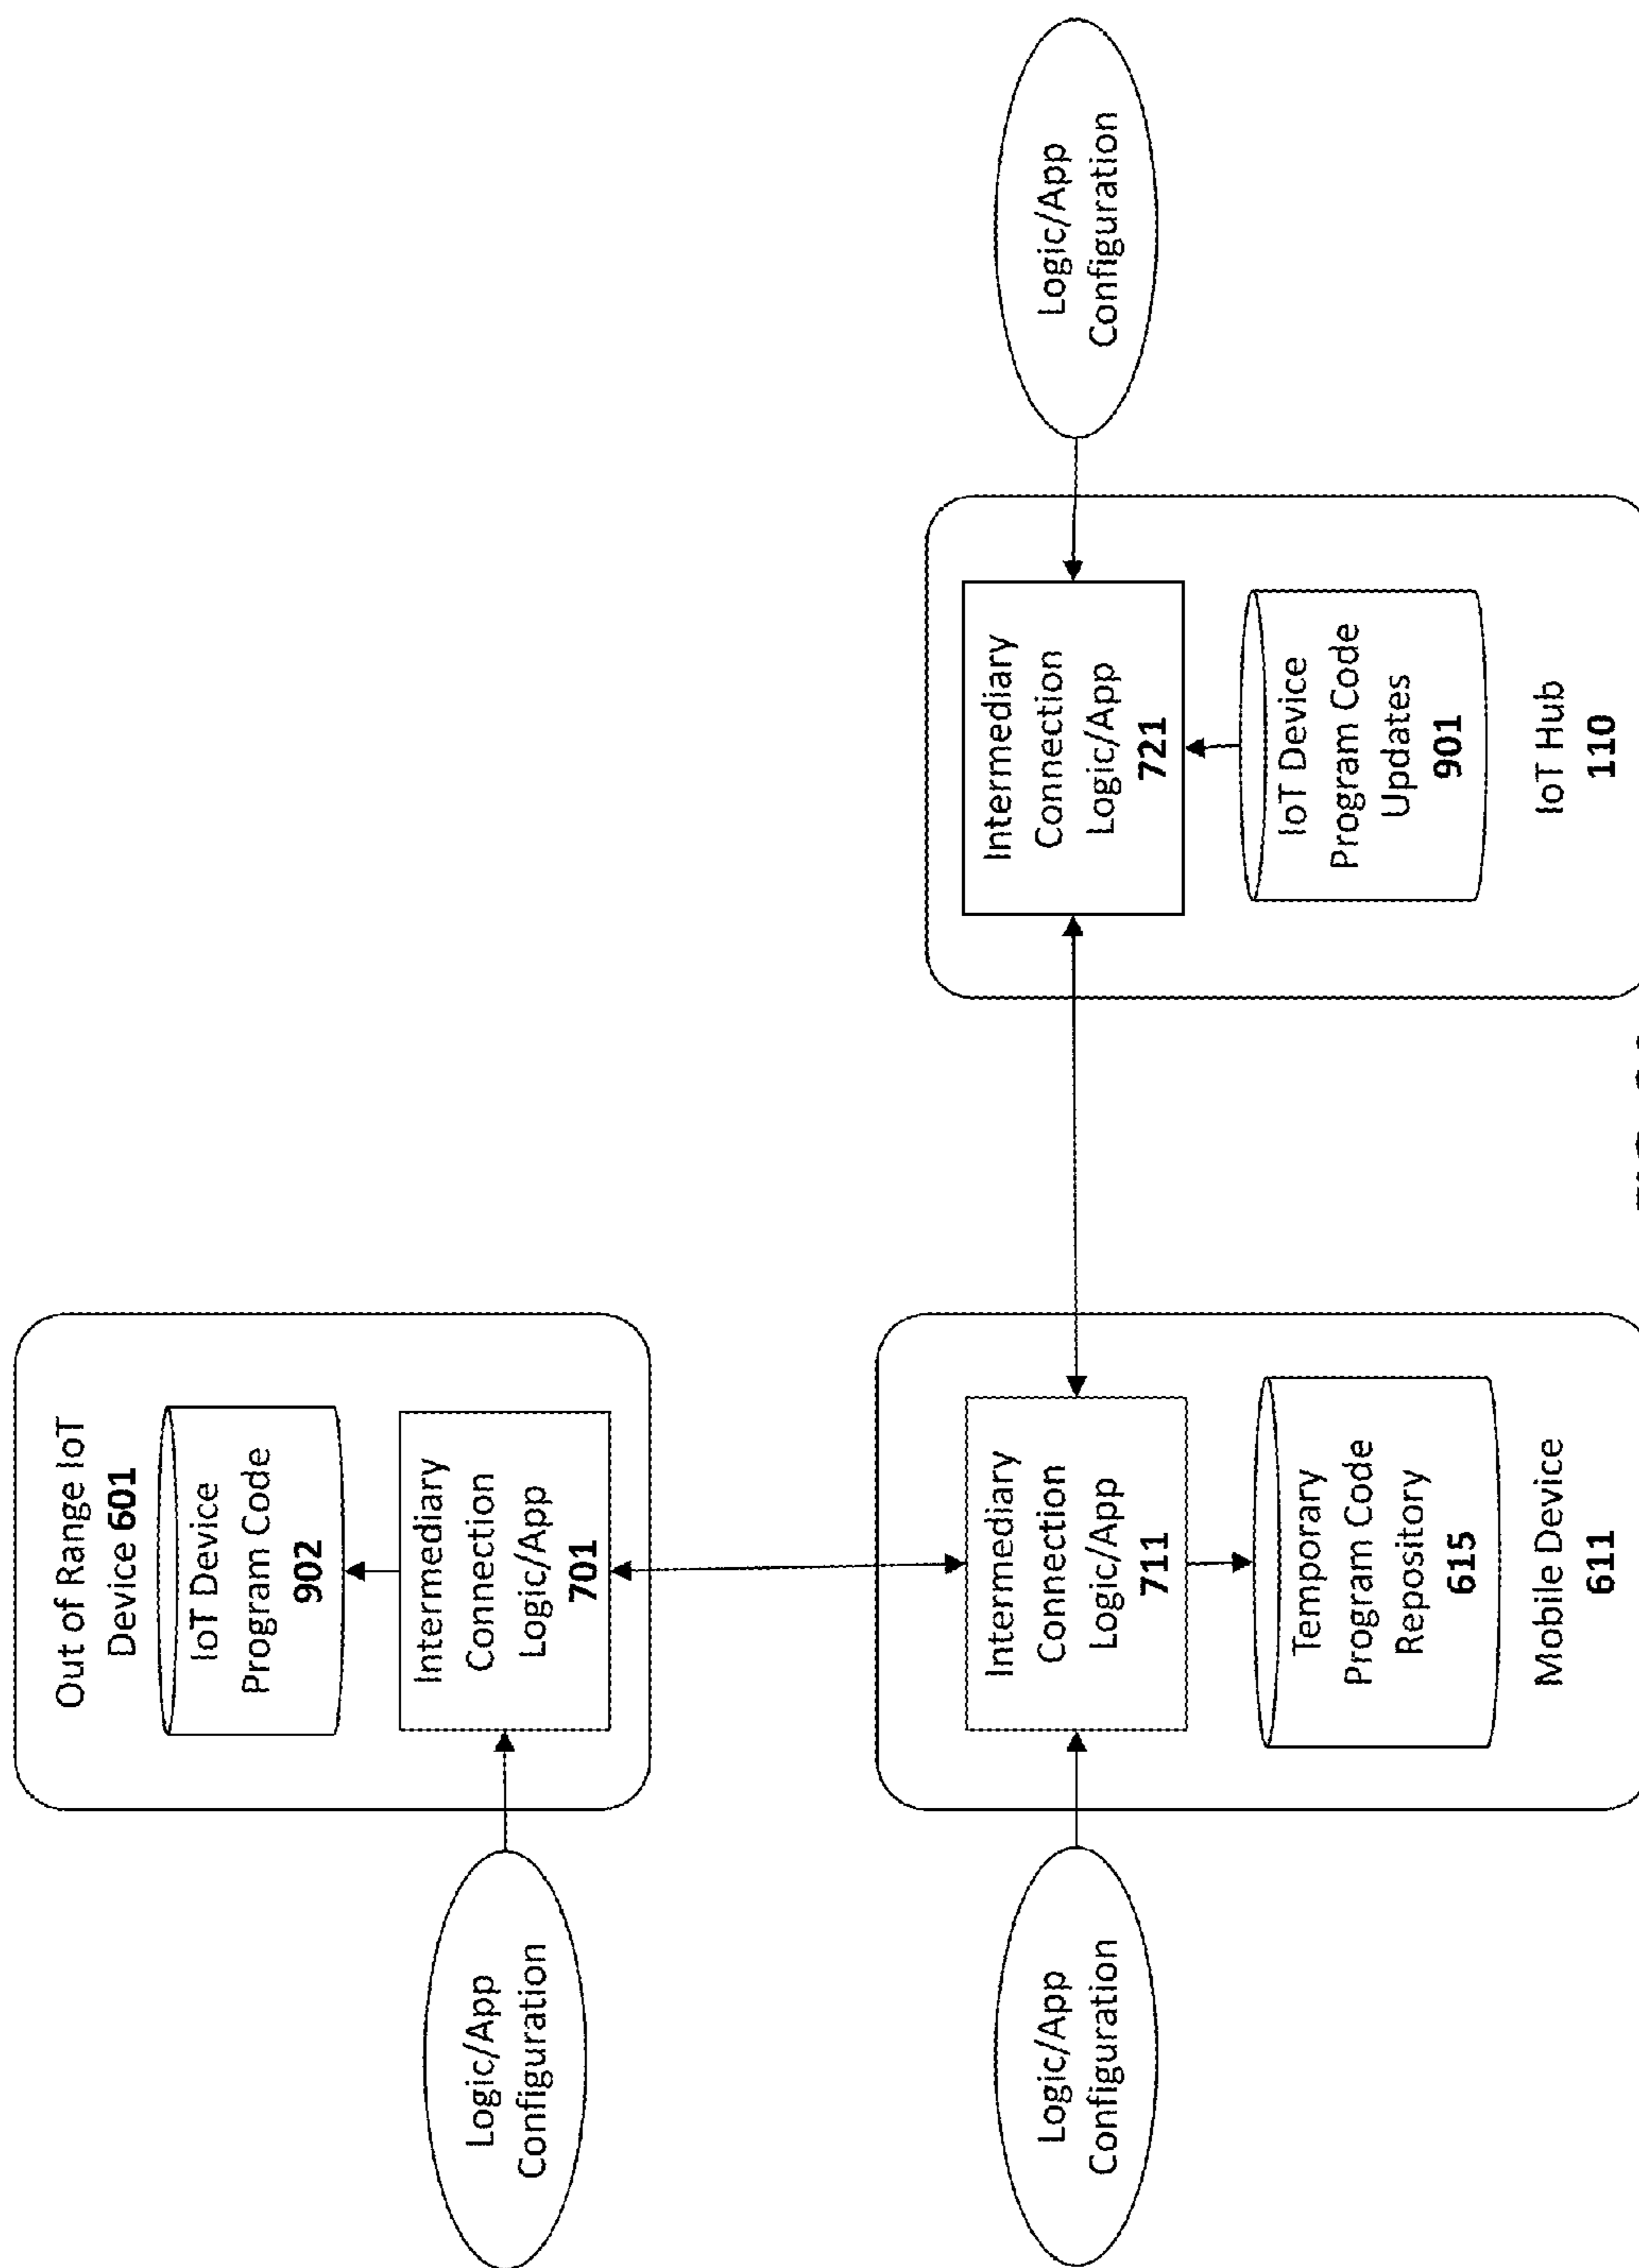 Out of Range IoT
Device 601
IoT Device
Program Code
902
Intermediary
Connection
Logic/App
701
Logic/App
Configuration
Logic/App
Configuration
Intermediary
Connection
Logic/App
711
Temporary
Program Code
Repository
615
Mobile Device
611
Intermediary
Connection
Logic/App
721
IoT Device
Program Code
Updates
901
IoT Hub
110
Logic/App
Configuration